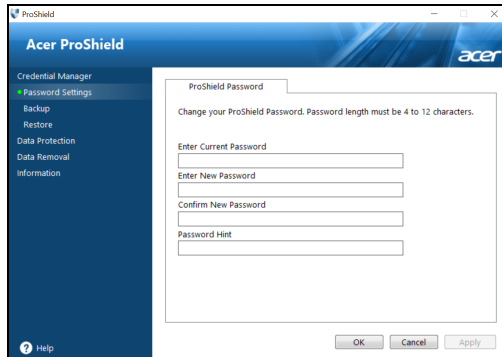 ProShield
Acer ProShield
acer
Credential Manager
Password Settings
Backup
Restore
Data Protection
Data Removal
Information
Help
ProShield Password
Change your ProShield Password. Password length must be 4 to 12 characters.
Enter Current Password
Enter New Password
Confirm New Password
Password Hint
OK Cancel Apply